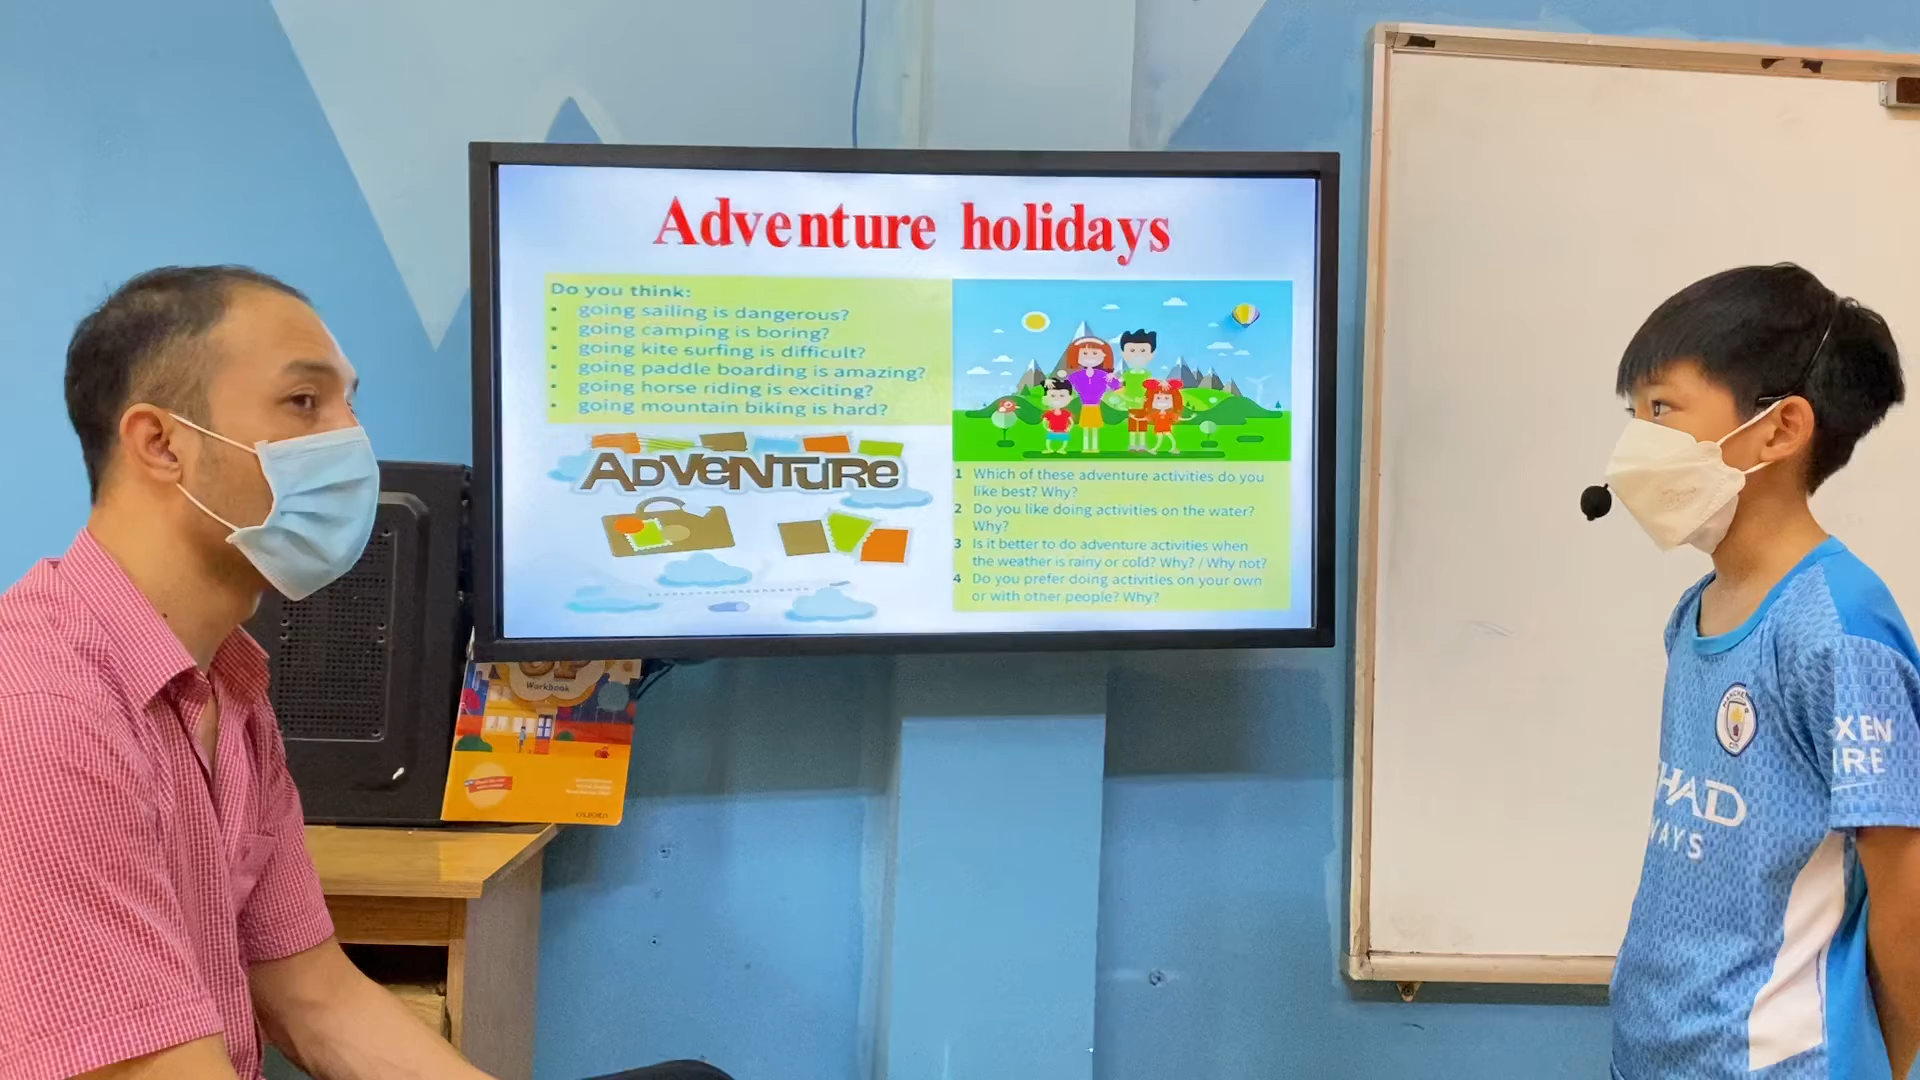 Adventure holidays
Do you think:
• going sailing is dangerous?
• going camping is boring?
• going kite surfing is difficult?
• going paddle boarding is amazing?
• going horse riding is exciting?
• going mountain biking is hard?
ADVENTURE
1 Which of these adventure activities do you
like best? Why?
2 Do you like doing activities on the water?
Why?
3 Is it better to do adventure activities when
the weather is rainy or cold? Why? / Why not?
4 Do you prefer doing activities on your own
or with other people? Why?
Workbook
OXFORD
XEN
IRE
HAD
WAYS